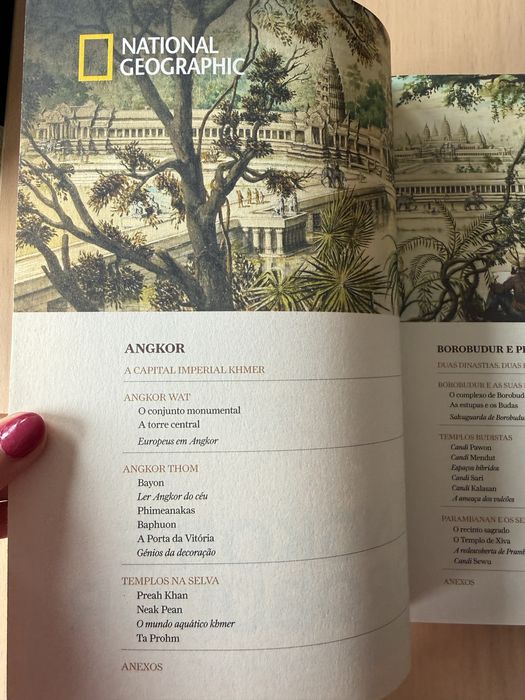 NATIONAL
GEOGRAPHIC
ANGKOR
A CAPITAL IMPERIAL KHMER
ANGKOR WAT
O conjunto monumental
A torre central
Europeus em Angkor
ANGKOR THOM
Bayon
Ler Angkor do céu
Phimeanakas
Baphuon
A Porta da Vitória
Génios da decoração
TEMPLOS NA SELVA
Preah Khan
Neak Pean
O mundo aquático khmer
Ta Prohm
ANEXOS
BOROBUDUR E
DUAS DINASTIAS, DUAS
BOROBUDUR E AS SUAS
O complexo de
As estupas e os Budas
Salvaguarda de
TEMPLOS BUDISTAS
Candi Pawon
Candi Mendut
Espaços híbridos
Candi Sari
Candi Kalasan
A ameaça dos vulcões
PARAMBANAN E OS
O recinto sagrado
O Templo de Xiva
A redescoberta de
Candi Sewu
ANEXOS